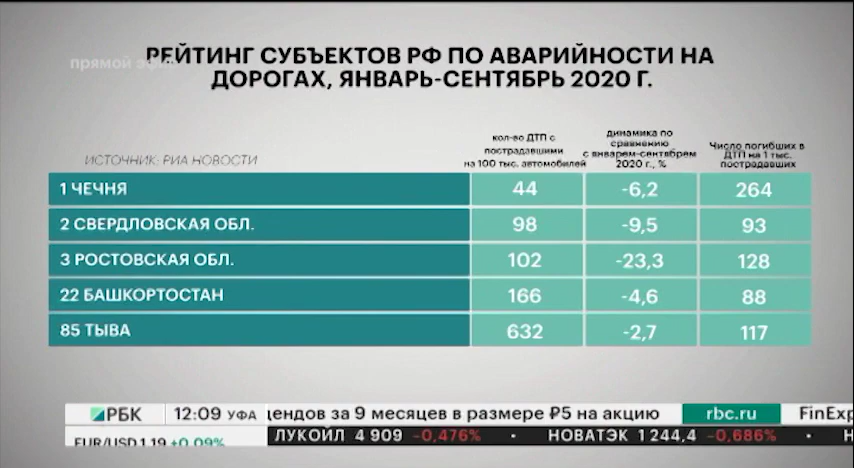 прямой эфир
РЕЙТИНГ СУБЪЕКТОВ РФ ПО АВАРИЙНОСТИ НА
ДОРОГАХ, ЯНВАРЬ-СЕНТЯБРЬ 2020 Г.
ИСТОЧНИК: РИА НОВОСТИ
кол-во ДТП с
пострадавшими
на 100 тыс. автомобилей
динамика по
сравнению
с январем-сентябрем
2020 г., %
Число погибших в
ДТП на 1 тыс.
пострадавших
1 ЧЕЧНЯ 44 -6,2 264
2 СВЕРДЛОВСКАЯ ОБЛ. 98 -9,5 93
3 РОСТОВСКАЯ ОБЛ. 102 -23,3 128
22 БАШКОРТОСТАН 166 -4,6 88
85 ТЫВА 632 -2,7 117
РБК 12:09 УФА дендов за 9 месяцев в размере ₽5 на акцию rbc.ru FinExp
EUR/USD 1,19 +0,09% ЛУКОЙЛ 4 909 -0,476% • НОВАТЭК 1 244,4 -0,686% • Н